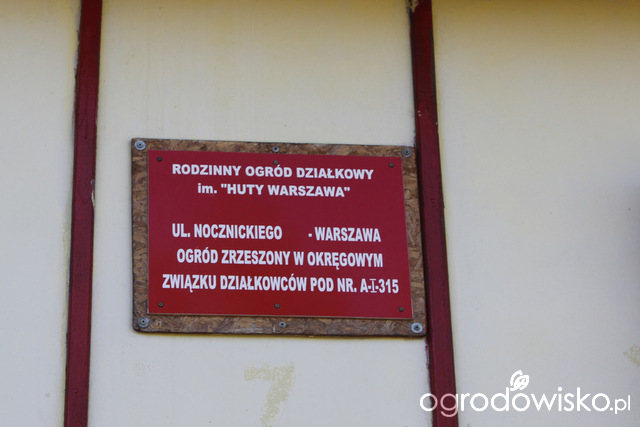 RODZINNY OGRÓD DZIAŁKOWY
im. "HUTY WARSZAWA"
UL. NOCZNICKIEGO - WARSZAWA
OGRÓD ZRZESZONY W OKRĘGOWYM
ZWIĄZKU DZIAŁKOWCÓW POD NR. A-I-315
7
ogrodowisko.pl